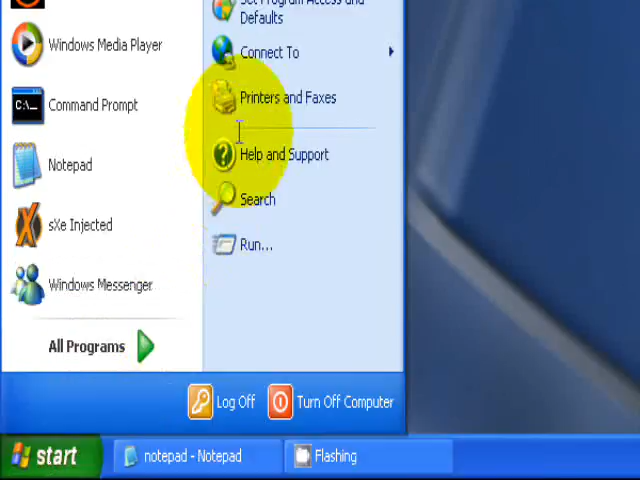 Set Program Access and
Defaults
Windows Media Player
Connect To
Command Prompt
C:\_
Printers and Faxes
Notepad
Help and Support
sXe Injected
Search
Windows Messenger
Run...
All Programs
Log Off
Turn Off Computer
start
notepad - Notepad
Flashing